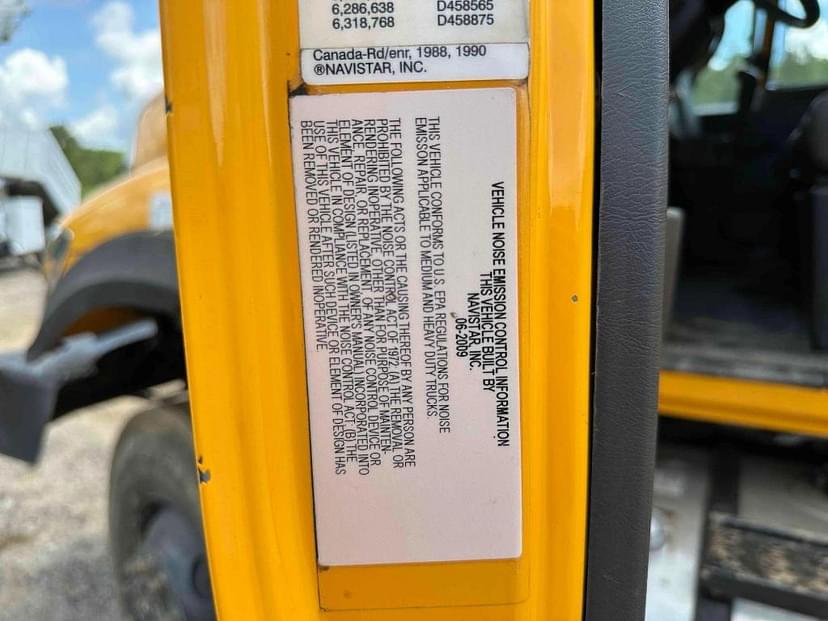 6,286,638 D458565
6,318,768 D458875
Canada-Rd/enr, 1988, 1990
®NAVISTAR, INC.
VEHICLE NOISE EMISSION CONTROL INFORMATION
THIS VEHICLE BUILT BY
NAVISTAR, INC.
06-2009
THIS VEHICLE CONFORMS TO U.S. EPA REGULATIONS FOR NOISE
EMISSION APPLICABLE TO MEDIUM AND HEAVY DUTY TRUCKS.
THE FOLLOWING ACTS OR THE CAUSING THEREOF BY ANY PERSON ARE
PROHIBITED BY THE NOISE CONTROL ACT OF 1972: (A) THE REMOVAL OR
RENDERING INOPERATIVE, OTHER THAN FOR PURPOSE OF MAINTEN-
ANCE, REPAIR, OR REPLACEMENT, OF ANY NOISE CONTROL DEVICE OR
ELEMENT OF DESIGN (LISTED IN OWNER'S MANUAL) INCORPORATED INTO
THIS VEHICLE IN COMPLIANCE WITH THE NOISE CONTROL ACT; (B) THE
USE OF THIS VEHICLE AFTER SUCH DEVICE OR ELEMENT OF DESIGN HAS
BEEN REMOVED OR RENDERED INOPERATIVE.